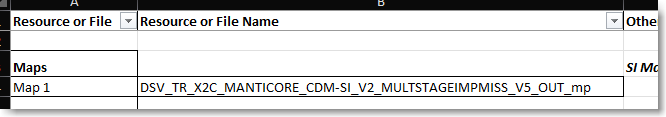 A B
Resource or File Resource or File Name Othe
Maps SI Ma
Map 1 DSV_TR_X2C_MANTICORE_CDM-SI_V2_MULTSTAGEIMPMISS_V5_OUT_mp